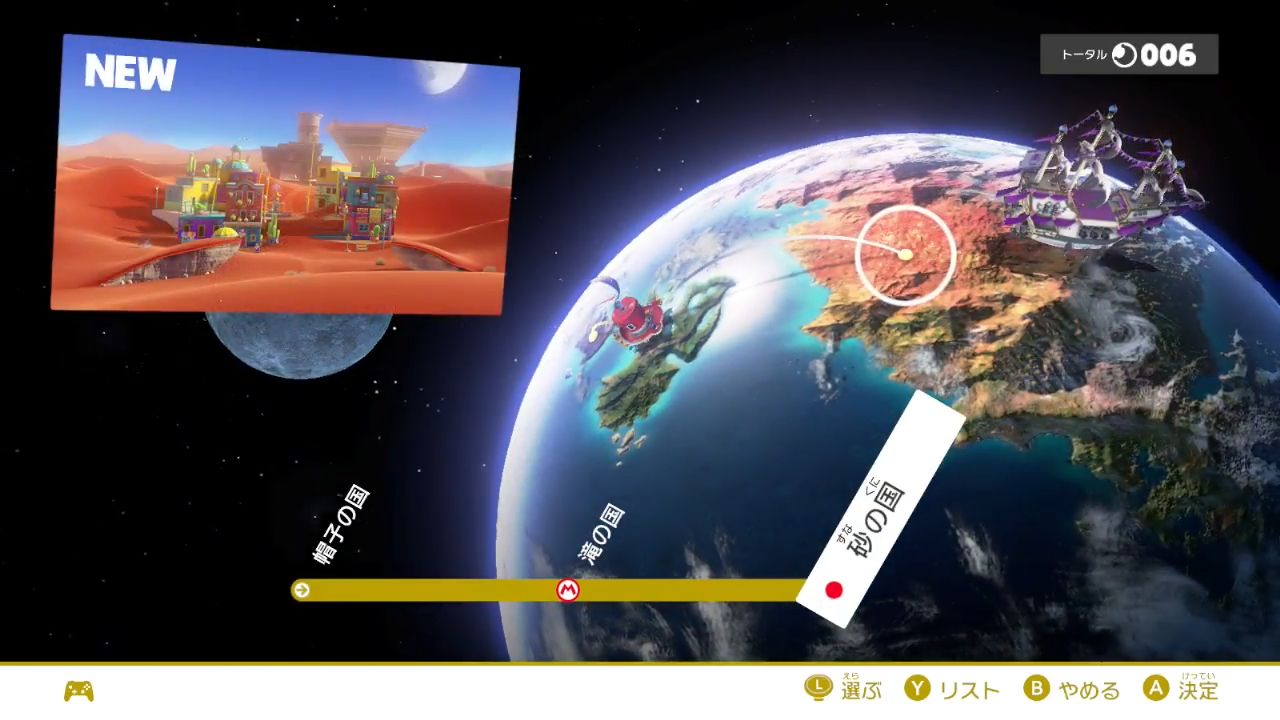 NEW
トータル 006
帽子の国
滝の国
すな くに
砂の国
えら けってい
L 選ぶ Y リスト B やめる A 決定